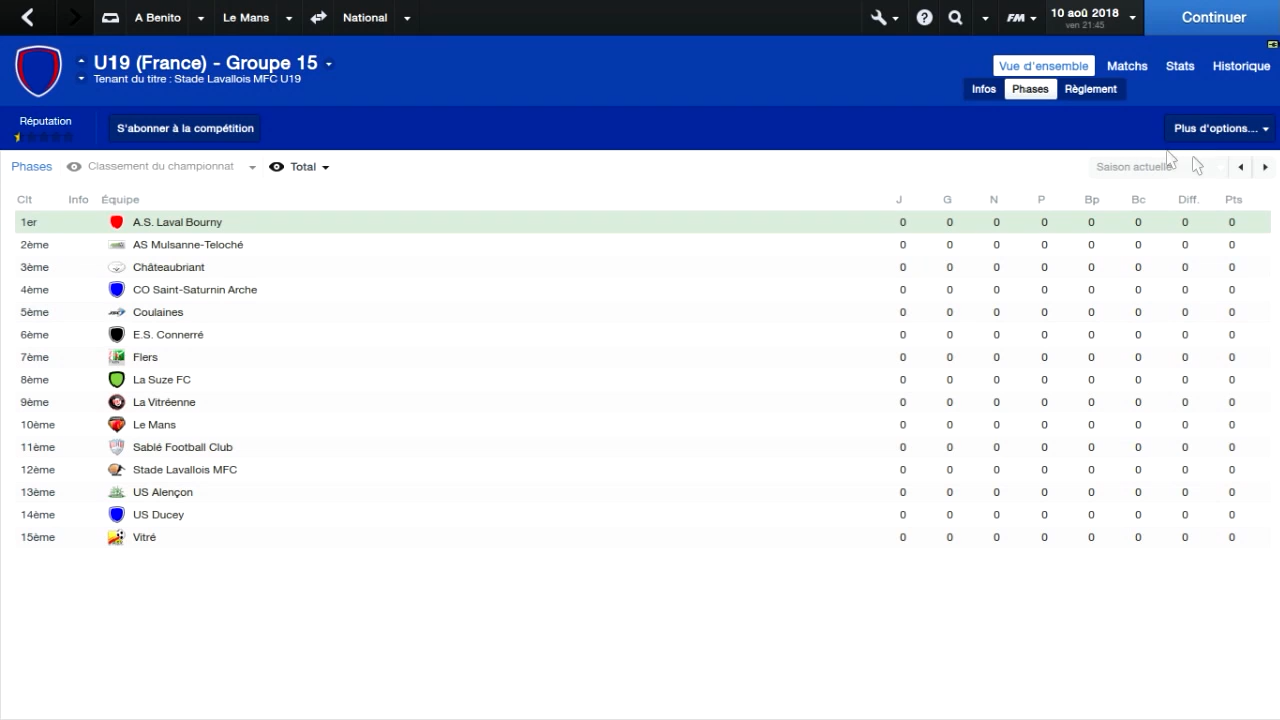 A Benito Le Mans National FM 10 aoû 2018
ven 21.45
Continuer
U19 (France) - Groupe 15
Tenant du titre : Stade Lavallois MFC U19
Vue d'ensemble Matchs Stats Historique
Infos Phases Règlement
Réputation
S'abonner à la compétition
Plus d'options...
Phases Classement du championnat Total Saison actuelle
Clt Info Équipe J G N P Bp Bc Diff. Pts
1er A.S. Laval Bourny 0 0 0 0 0 0 0 0
2ème AS Mulsanne-Teloché 0 0 0 0 0 0 0 0
3ème Châteaubriant 0 0 0 0 0 0 0 0
4ème CO Saint-Saturnin Arche 0 0 0 0 0 0 0 0
5ème Coulaines 0 0 0 0 0 0 0 0
6ème E.S. Connerré 0 0 0 0 0 0 0 0
7ème Flers 0 0 0 0 0 0 0 0
8ème La Suze FC 0 0 0 0 0 0 0 0
9ème La Vitréenne 0 0 0 0 0 0 0 0
10ème Le Mans 0 0 0 0 0 0 0 0
11ème Sablé Football Club 0 0 0 0 0 0 0 0
12ème Stade Lavallois MFC 0 0 0 0 0 0 0 0
13ème US Alençon 0 0 0 0 0 0 0 0
14ème US Ducey 0 0 0 0 0 0 0 0
15ème Vitré 0 0 0 0 0 0 0 0